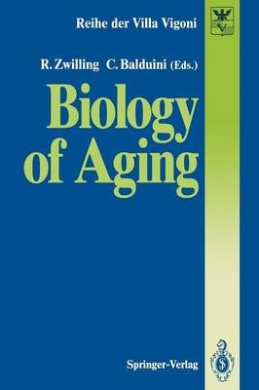 Reihe der Villa Vigoni
R. Zwilling C. Balduini (Eds.)
Biology
of Aging
Springer-Verlag